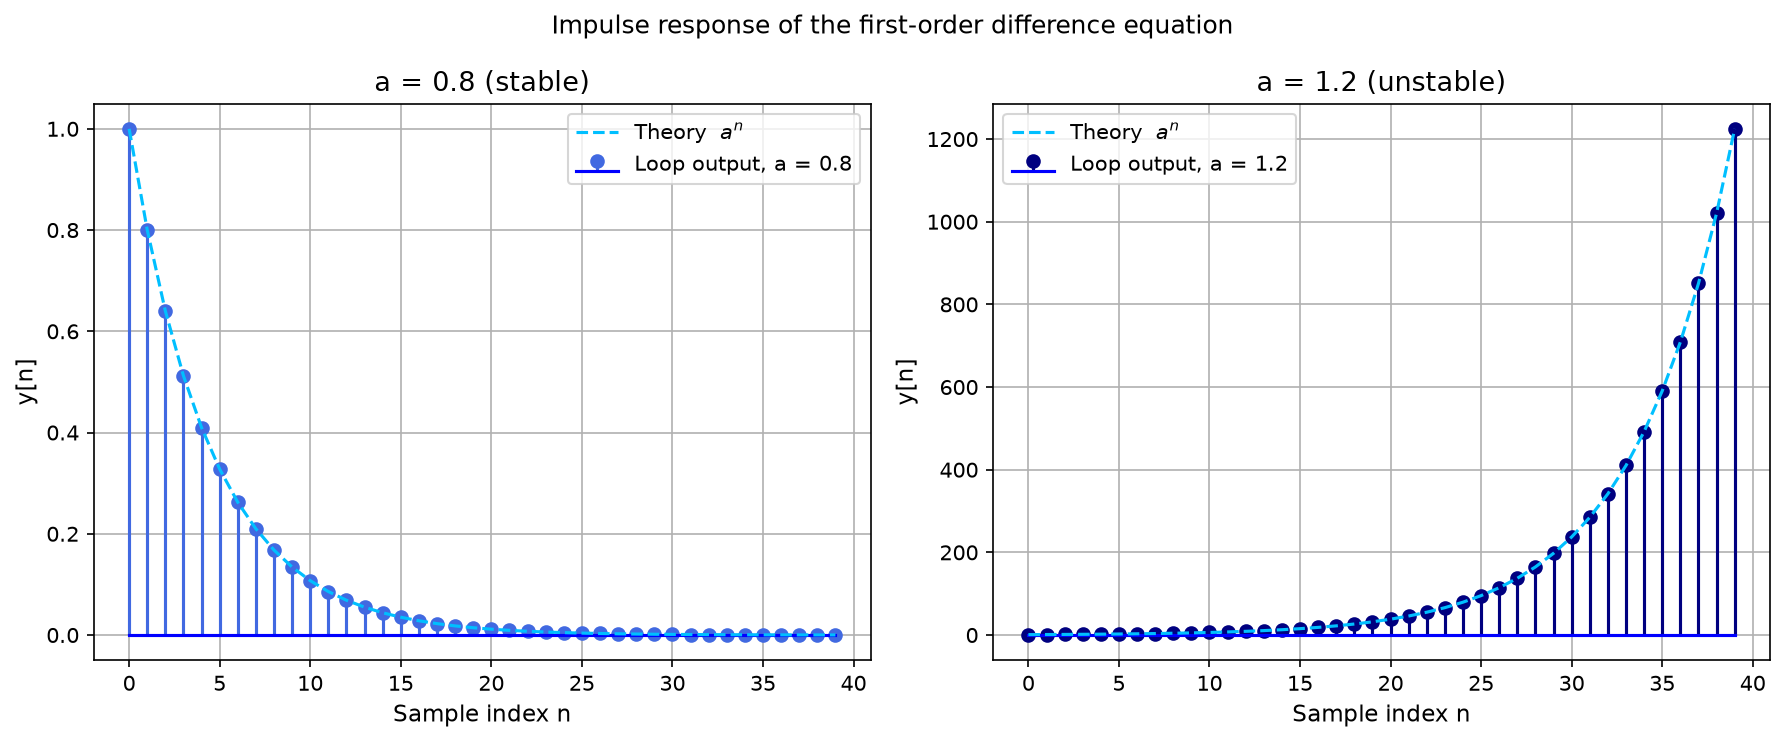 Impulse response of the first-order difference equation
a = 0.8 (stable)
Theory aⁿ
Loop output, a = 0.8
y[n]
1.0
0.8
0.6
0.4
0.2
0.0
0 5 10 15 20 25 30 35 40
Sample index n
a = 1.2 (unstable)
Theory aⁿ
Loop output, a = 1.2
y[n]
1200
1000
800
600
400
200
0
0 5 10 15 20 25 30 35 40
Sample index n